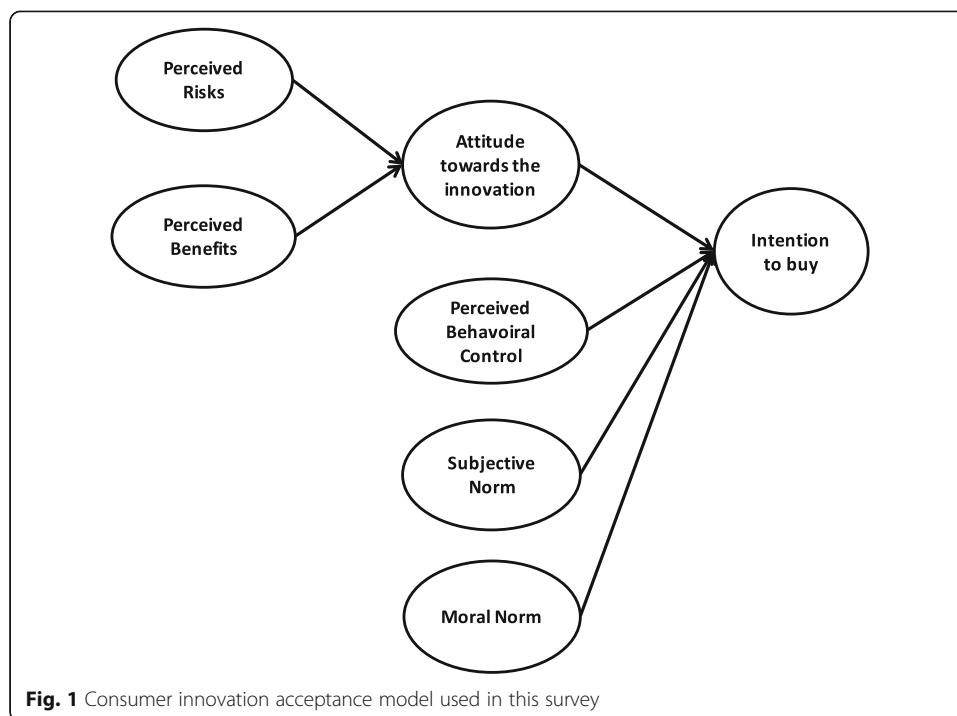 Perceived
Risks
Attitude
towards the
innovation
Perceived
Benefits
Intention
to buy
Perceived
Behavoiral
Control
Subjective
Norm
Moral Norm
Fig. 1 Consumer innovation acceptance model used in this survey